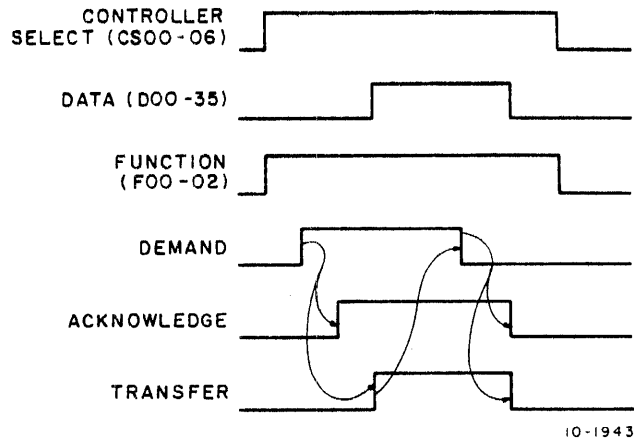 CONTROLLER
SELECT (CS00-06)
DATA (D00-35)
FUNCTION
(F00-02)
DEMAND
ACKNOWLEDGE
TRANSFER
10-1943